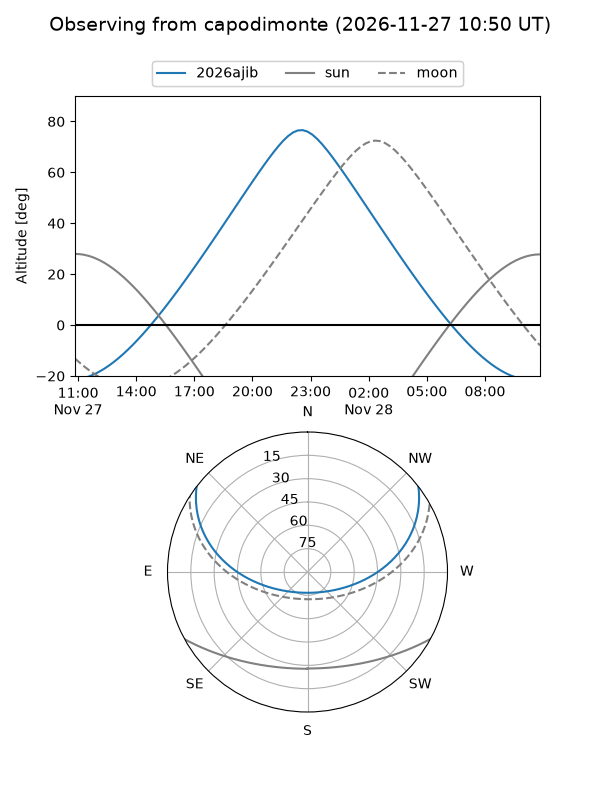 Observing from capodimonte (2026-11-27 10:50 UT)
2026ajib sun moon
Altitude [deg]
80
60
40
20
0
−20
11:00 14:00 17:00 20:00 23:00 02:00 05:00 08:00
Nov 27 Nov 28
N
NE NW
15
30
45
60
75
E W
SE SW
S